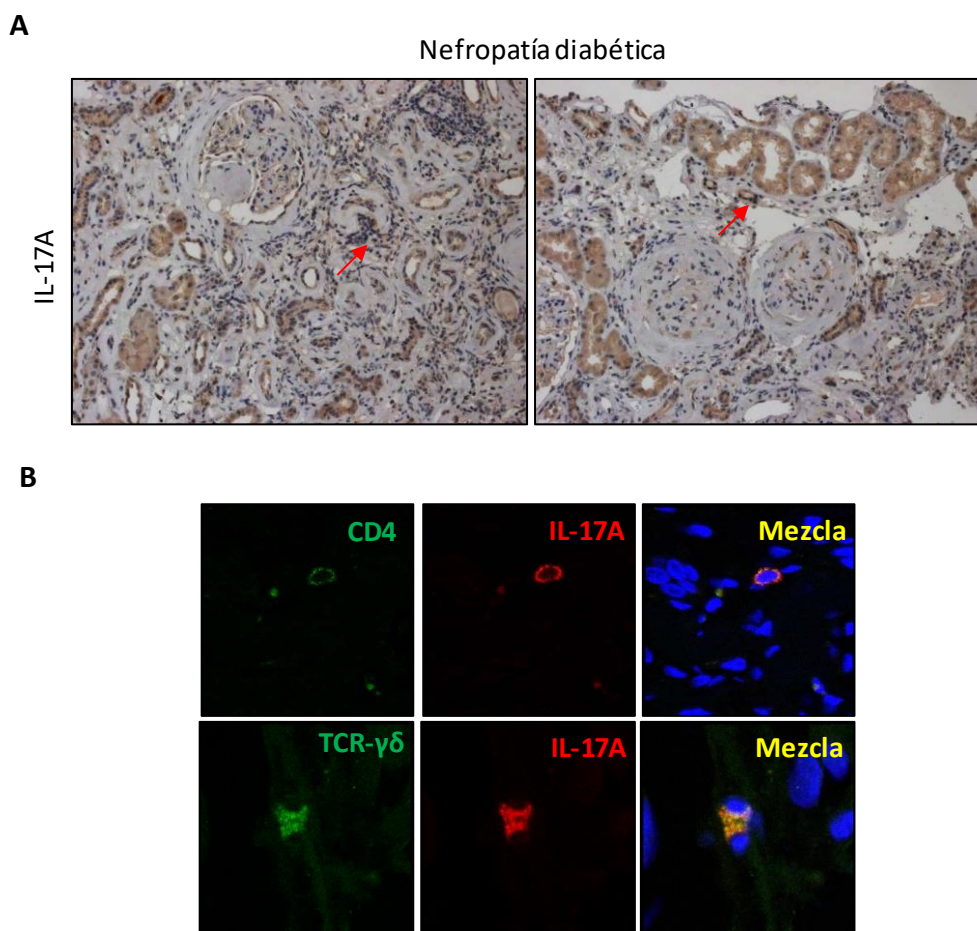 A
Nefropatía diabética
IL-17A
B
CD4
IL-17A
Mezcla
TCR-γδ
IL-17A
Mezcla